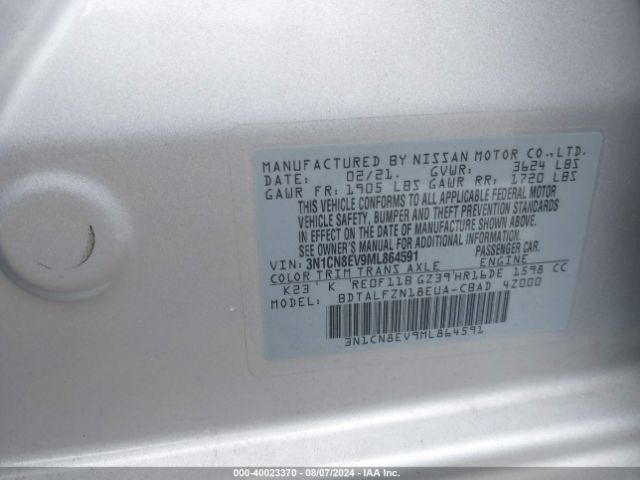 MANUFACTURED BY NISSAN MOTOR CO., LTD.
DATE: 02/21. GVWR: 3624 LBS
GAWR FR: 1905 LBS GAWR RR: 1720 LBS
THIS VEHICLE CONFORMS TO ALL APPLICABLE FEDERAL MOTOR
VEHICLE SAFETY, BUMPER AND THEFT PREVENTION STANDARDS
IN EFFECT ON THE DATE OF MANUFACTURE SHOWN ABOVE.
SEE OWNER'S MANUAL FOR ADDITIONAL INFORMATION.
VIN: 3N1CN8EV9ML864591 PASSENGER CAR
COLOR TRIM TRANS AXLE ENGINE
K23 K RE0F11B GZ39 HR16DE 1598 CC
MODEL: BDTALFZN18EUA-CBAD 4Z000
3N1CN8EV9ML864591
000-40023370 - 08/07/2024 - IAA Inc.